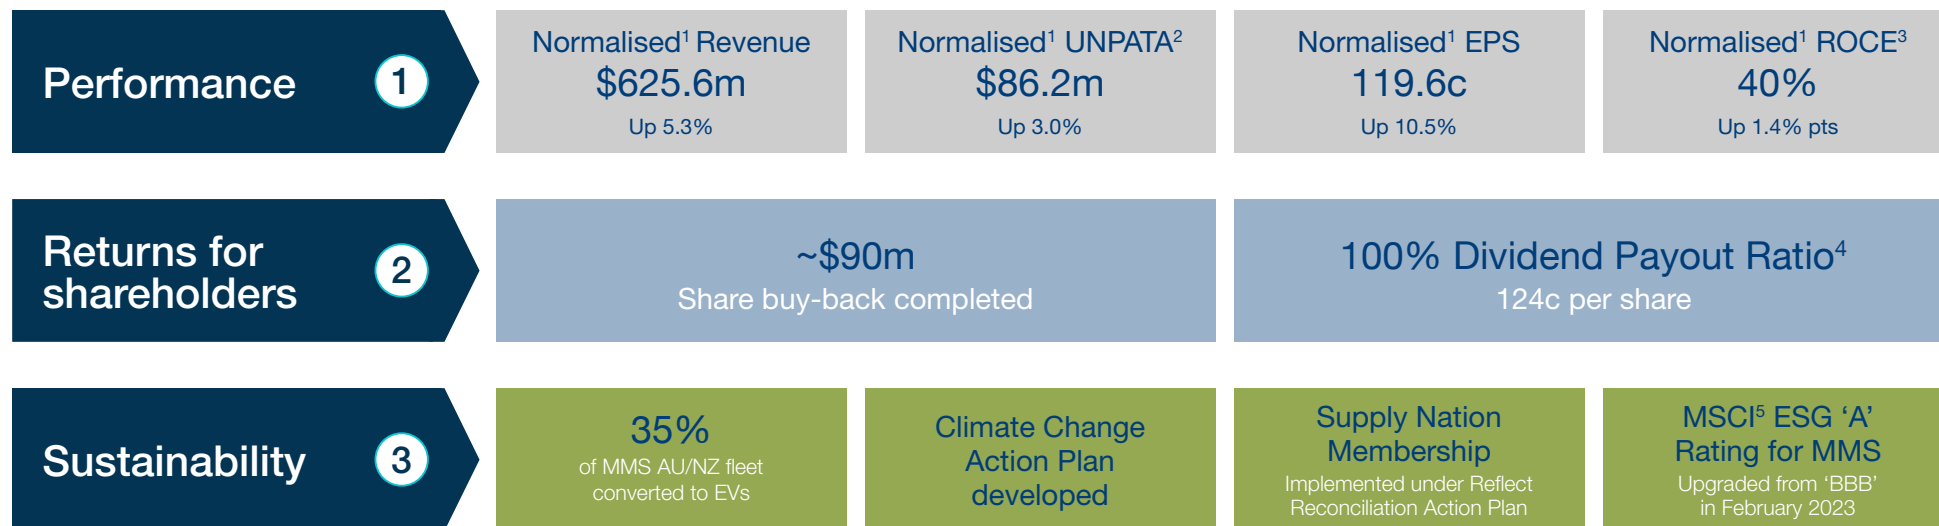 Performance
1
Normalised¹ Revenue
$625.6m
Up 5.3%
Normalised¹ UNPATA²
$86.2m
Up 3.0%
Normalised¹ EPS
119.6c
Up 10.5%
Normalised¹ ROCE³
40%
Up 1.4% pts
Returns for
shareholders
2
~$90m
Share buy-back completed
100% Dividend Payout Ratio⁴
124c per share
Sustainability
3
35%
of MMS AU/NZ fleet
converted to EVs
Climate Change
Action Plan
developed
Supply Nation
Membership
Implemented under Reflect
Reconciliation Action Plan
MSCI⁵ ESG ‘A’
Rating for MMS
Upgraded from ‘BBB’
in February 2023